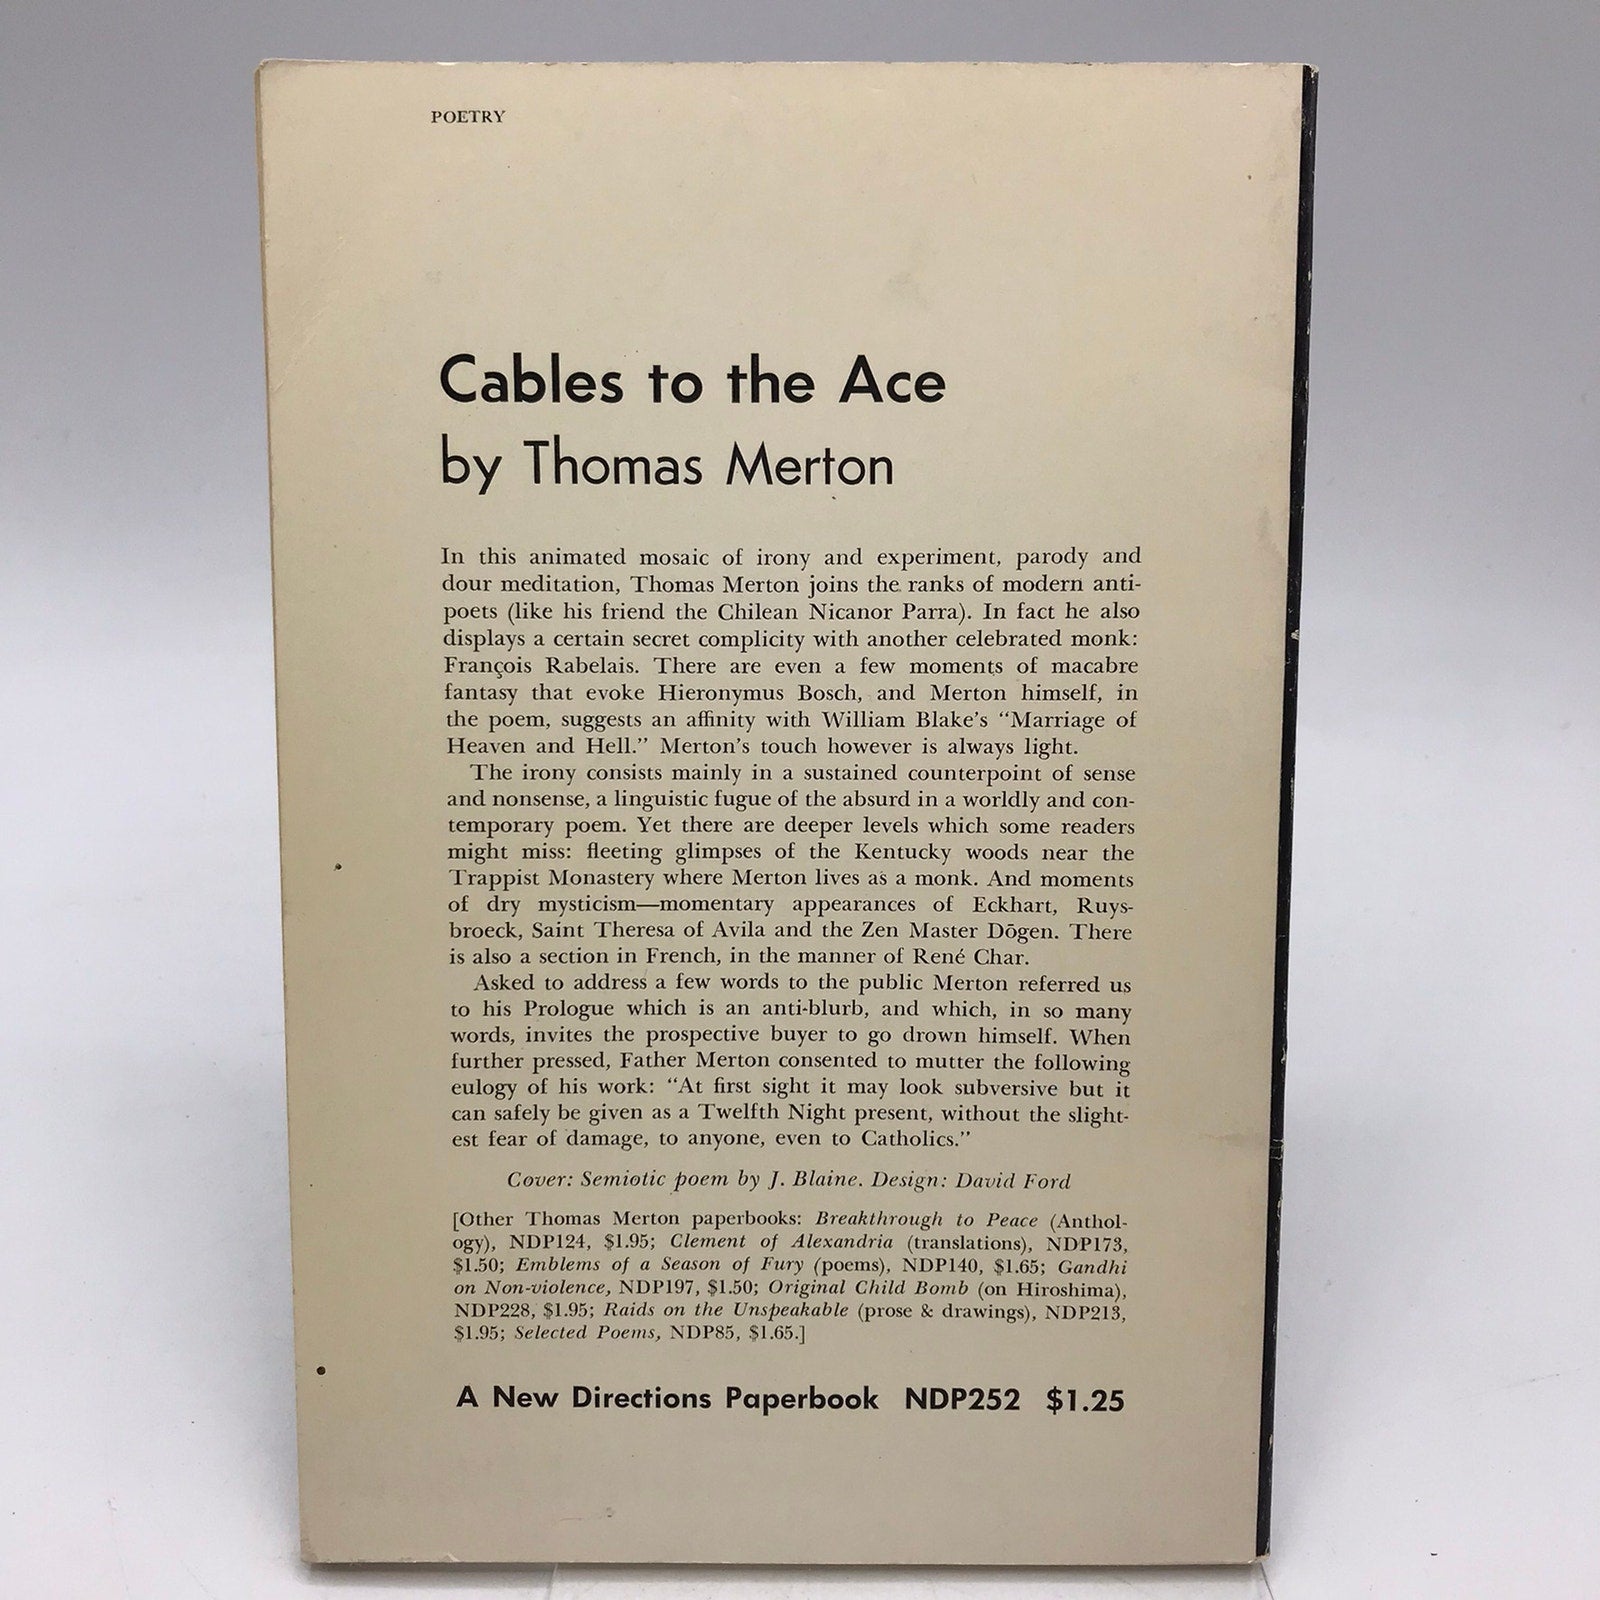 POETRY
Cables to the Ace
by Thomas Merton
In this animated mosaic of irony and experiment, parody and
dour meditation, Thomas Merton joins the ranks of modern anti-
poets (like his friend the Chilean Nicanor Parra). In fact he also
displays a certain secret complicity with another celebrated monk:
François Rabelais. There are even a few moments of macabre
fantasy that evoke Hieronymus Bosch, and Merton himself, in
the poem, suggests an affinity with William Blake's "Marriage of
Heaven and Hell." Merton's touch however is always light.
The irony consists mainly in a sustained counterpoint of sense
and nonsense, a linguistic fugue of the absurd in a worldly and con-
temporary poem. Yet there are deeper levels which some readers
might miss: fleeting glimpses of the Kentucky woods near the
Trappist Monastery where Merton lives as a monk. And moments
of dry mysticism—momentary appearances of Eckhart, Ruys-
broeck, Saint Theresa of Avila and the Zen Master Dōgen. There
is also a section in French, in the manner of René Char.
Asked to address a few words to the public Merton referred us
to his Prologue which is an anti-blurb, and which, in so many
words, invites the prospective buyer to go drown himself. When
further pressed, Father Merton consented to mutter the following
eulogy of his work: "At first sight it may look subversive but it
can safely be given as a Twelfth Night present, without the slight-
est fear of damage, to anyone, even to Catholics."
Cover: Semiotic poem by J. Blaine. Design: David Ford
[Other Thomas Merton paperbooks: Breakthrough to Peace (Anthol-
ogy), NDP124, $1.95; Clement of Alexandria (translations), NDP173,
$1.50; Emblems of a Season of Fury (poems), NDP140, $1.65; Gandhi
on Non-violence, NDP197, $1.50; Original Child Bomb (on Hiroshima),
NDP228, $1.95; Raids on the Unspeakable (prose & drawings), NDP213,
$1.95; Selected Poems, NDP85, $1.65.]
A New Directions Paperbook NDP252 $1.25